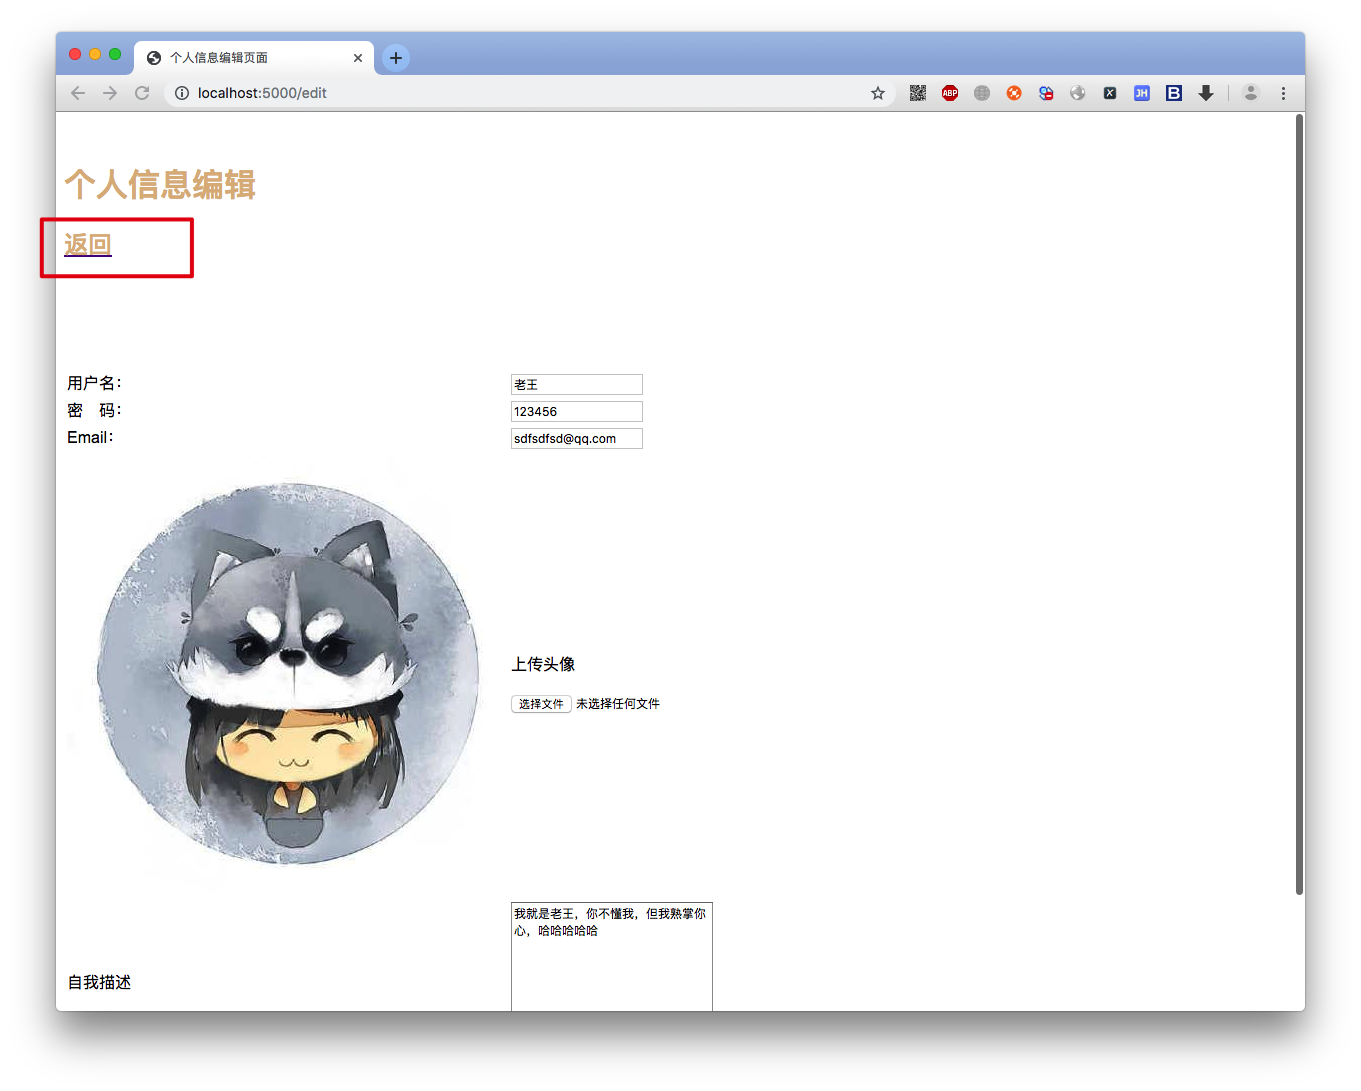 个人信息编辑页面
localhost:5000/edit
ABP
JH
B
个人信息编辑
返回
用户名：
老王
密　码：
123456
Email：
sdfsdfsd@qq.com
上传头像
选择文件 未选择任何文件
我就是老王，你不懂我，但我熟掌你
心，哈哈哈哈哈
自我描述